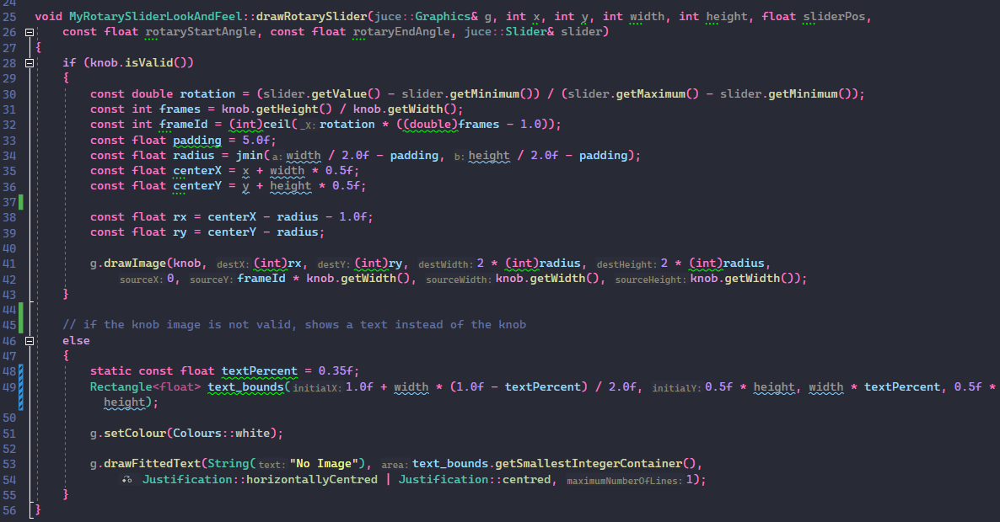 24
25 void MyRotarySliderLookAndFeel::drawRotarySlider(juce::Graphics& g, int x, int y, int width, int height, float sliderPos,
26 const float rotaryStartAngle, const float rotaryEndAngle, juce::Slider& slider)
27 {
28 if (knob.isValid())
29 {
30 const double rotation = (slider.getValue() - slider.getMinimum()) / (slider.getMaximum() - slider.getMinimum());
31 const int frames = knob.getHeight() / knob.getWidth();
32 const int frameId = (int)ceil(_X: rotation * ((double)frames - 1.0));
33 const float padding = 5.0f;
34 const float radius = jmin(a: width / 2.0f - padding, b: height / 2.0f - padding);
35 const float centerX = x + width * 0.5f;
36 const float centerY = y + height * 0.5f;
37
38 const float rx = centerX - radius - 1.0f;
39 const float ry = centerY - radius;
40
41 g.drawImage(knob, destX: (int)rx, destY: (int)ry, destWidth: 2 * (int)radius, destHeight: 2 * (int)radius,
42 sourceX: 0, sourceY: frameId * knob.getWidth(), sourceWidth: knob.getWidth(), sourceHeight: knob.getWidth());
43 }
44
45 // if the knob image is not valid, shows a text instead of the knob
46 else
47 {
48 static const float textPercent = 0.35f;
49 Rectangle<float> text_bounds(initialX: 1.0f + width * (1.0f - textPercent) / 2.0f, initialY: 0.5f * height, width * textPercent, 0.5f *
height);
50
51 g.setColour(Colours::white);
52
53 g.drawFittedText(String(text: "No Image"), area: text_bounds.getSmallestIntegerContainer(),
54 Justification::horizontallyCentred | Justification::centred, maximumNumberOfLines: 1);
55 }
56 }